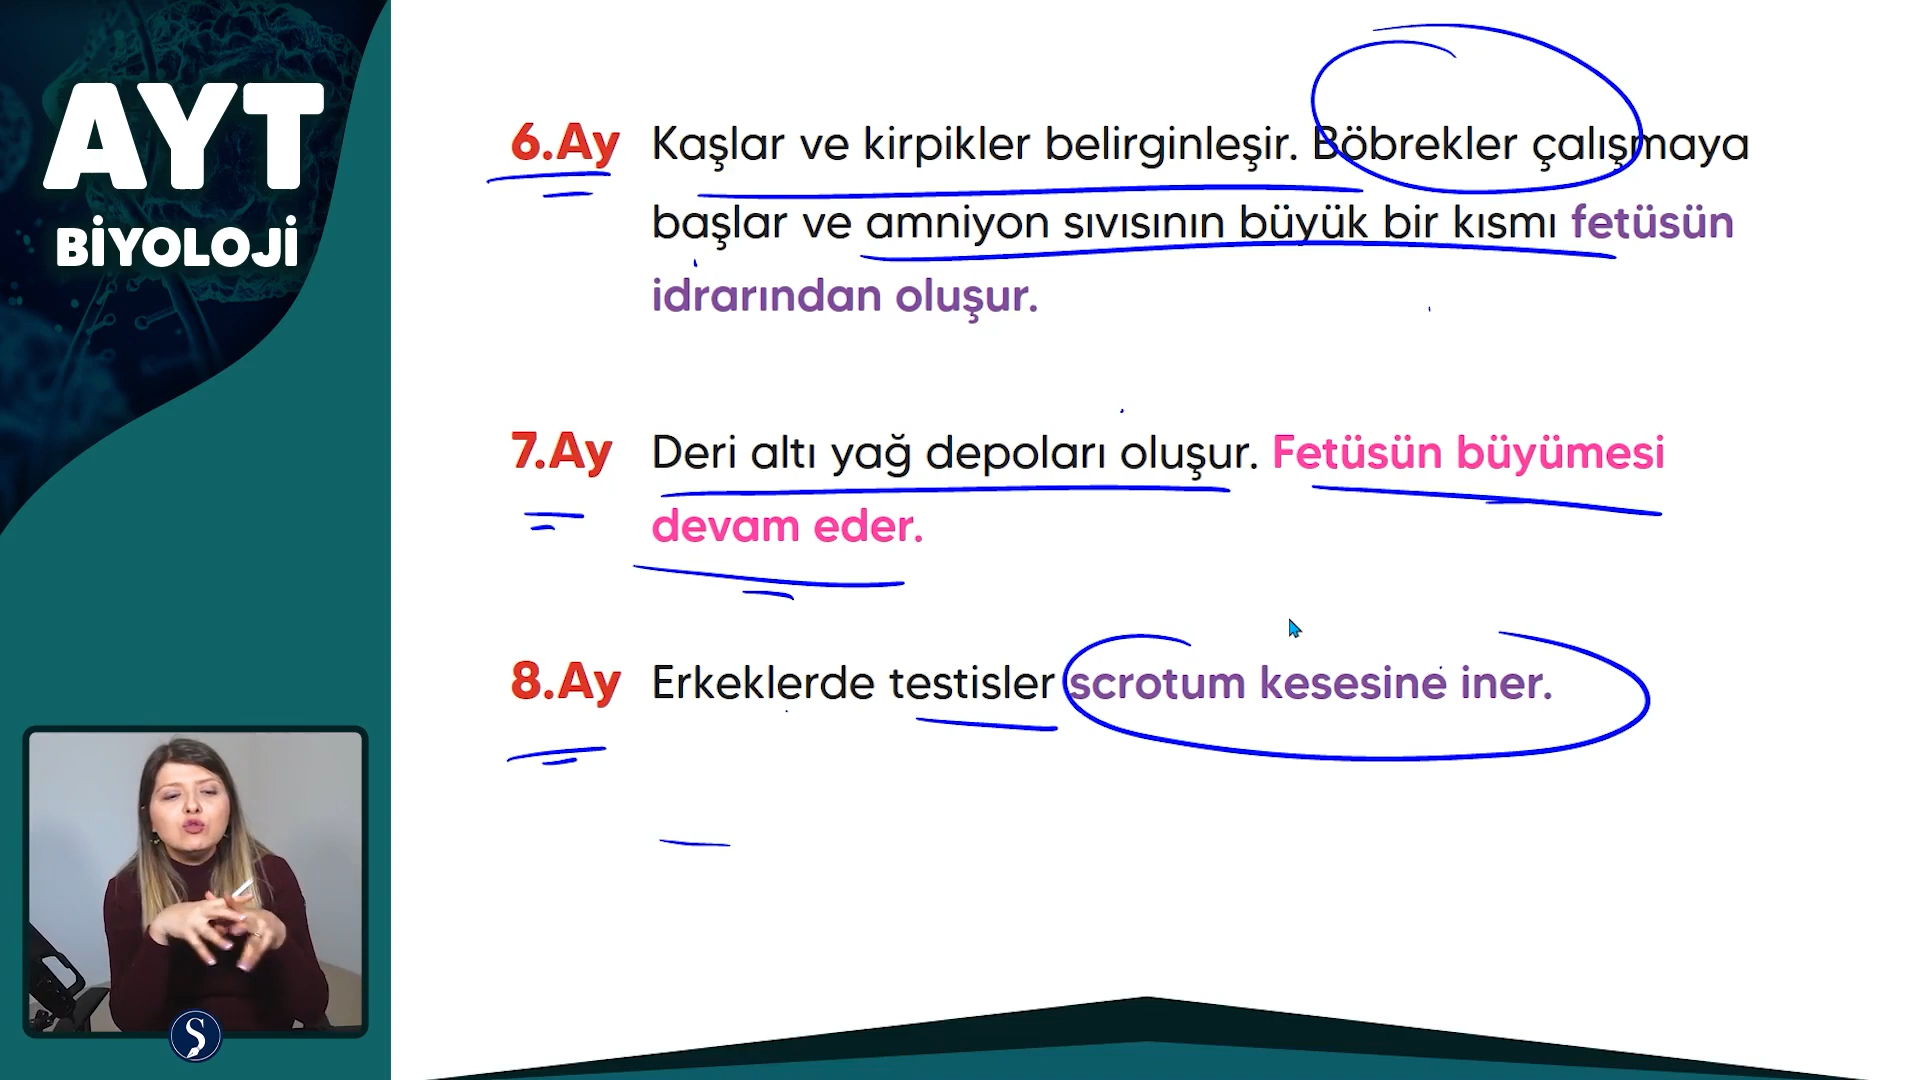 AYT
BİYOLOJİ
6.Ay Kaşlar ve kirpikler belirginleşir. Böbrekler çalışmaya
başlar ve amniyon sıvısının büyük bir kısmı fetüsün
idrarından oluşur.
7.Ay Deri altı yağ depoları oluşur. Fetüsün büyümesi
devam eder.
8.Ay Erkeklerde testisler scrotum kesesine iner.
S